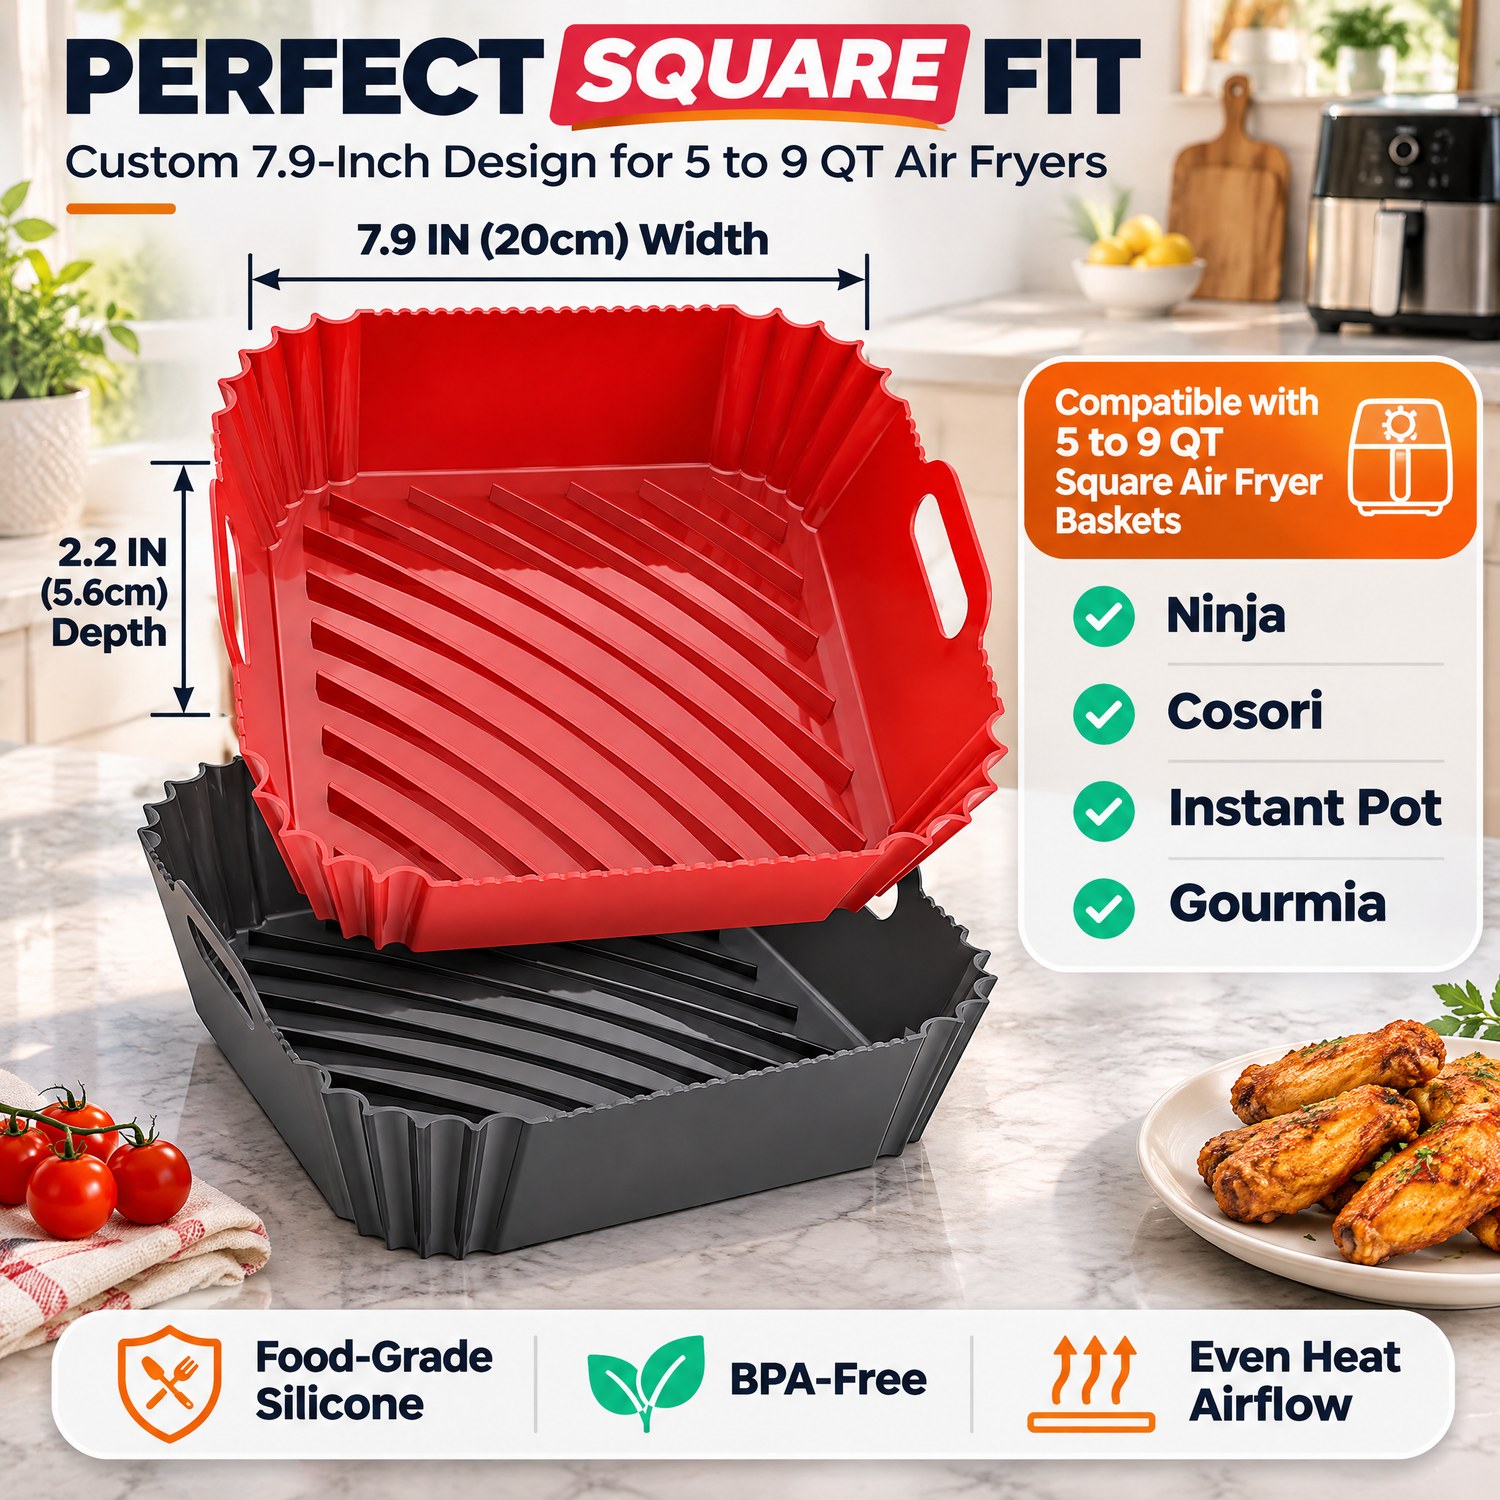 PERFECT SQUARE FIT
Custom 7.9-Inch Design for 5 to 9 QT Air Fryers
7.9 IN (20cm) Width
2.2 IN
(5.6cm)
Depth
Compatible with
5 to 9 QT
Square Air Fryer
Baskets
Ninja
Cosori
Instant Pot
Gourmia
Food-Grade
Silicone
BPA-Free
Even Heat
Airflow